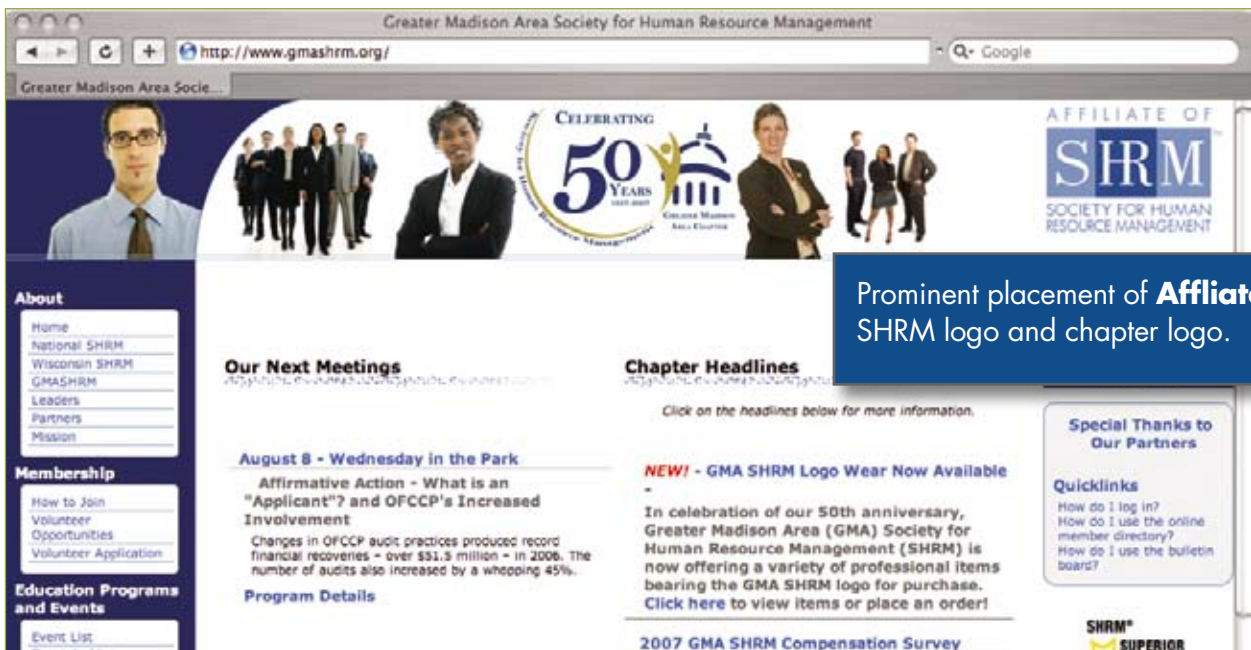 Greater Madison Area Society for Human Resource Management
http://www.gmashrm.org/
Google
Greater Madison Area Socie...
CELEBRATING
50
YEARS
1957-2007
GREATER MADISON
AREA CHAPTER
Resource Management
AFFILIATE OF
SHRM
SOCIETY FOR HUMAN
RESOURCE MANAGEMENT
Prominent placement of Affliate
SHRM logo and chapter logo.
About
Home
National SHRM
Wisconsin SHRM
GMASHRM
Leaders
Partners
Mission
Membership
How to Join
Volunteer
Opportunities
Volunteer Application
Education Programs
and Events
Event List
Our Next Meetings
August 8 - Wednesday in the Park
Affirmative Action - What is an
"Applicant"? and OFCCP's Increased
Involvement
Changes in OFCCP audit practices produced record
financial recoveries - over $51.5 million - in 2006. The
number of audits also increased by a whopping 45%.
Program Details
Chapter Headlines
Click on the headlines below for more information.
NEW! - GMA SHRM Logo Wear Now Available
-
In celebration of our 50th anniversary,
Greater Madison Area (GMA) Society for
Human Resource Management (SHRM) is
now offering a variety of professional items
bearing the GMA SHRM logo for purchase.
Click here to view items or place an order!
2007 GMA SHRM Compensation Survey
Special Thanks to
Our Partners
Quicklinks
How do I log in?
How do I use the online
member directory?
How do I use the bulletin
board?
SHRM®
SUPERIOR